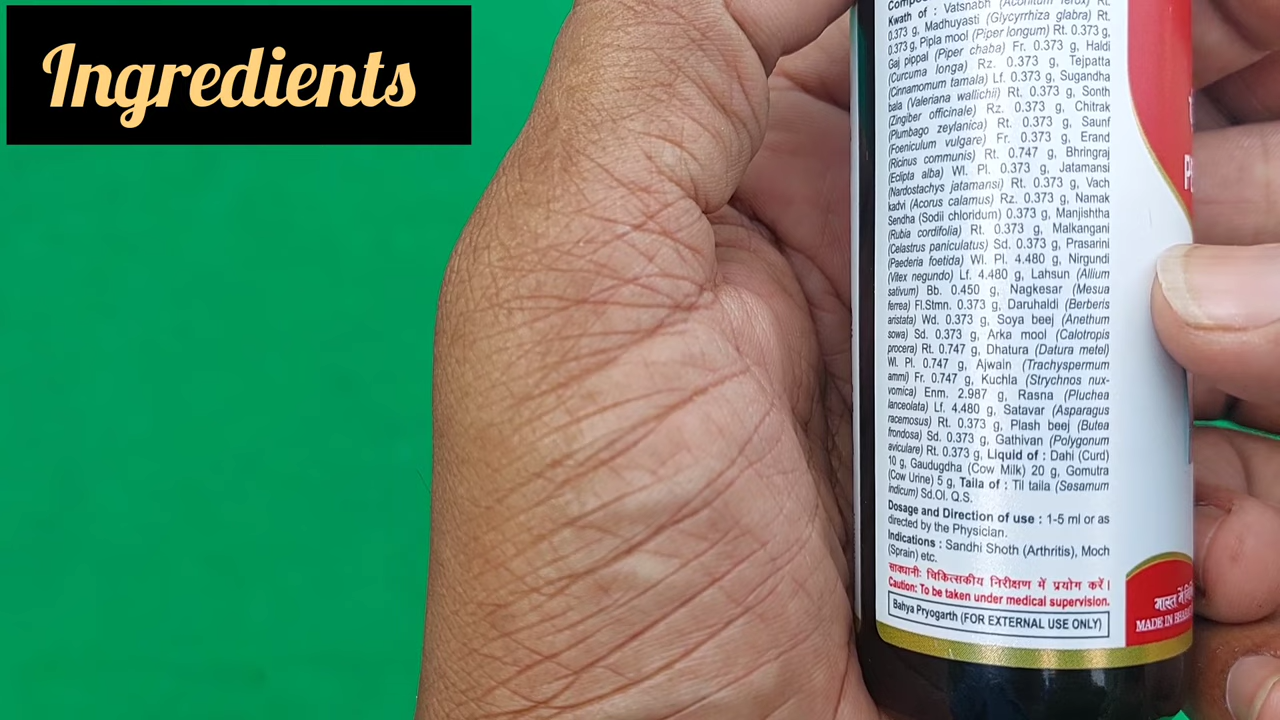 Ingredients
Kwath of : Vatsnabh (Aconitum ferox) Rt.
0.373 g, Madhuyasti (Glycyrrhiza glabra) Rt.
0.373 g, Pipla mool (Piper longum) Rt. 0.373 g,
Gaj pippal (Piper chaba) Fr. 0.373 g, Haldi
(Curcuma longa) Rz. 0.373 g, Tejpatta
(Cinnamomum tamala) Lf. 0.373 g, Sugandha
bala (Valeriana wallichii) Rt. 0.373 g, Sonth
(Zingiber officinale) Rz. 0.373 g, Chitrak
(Plumbago zeylanica) Rt. 0.373 g, Saunf
(Foeniculum vulgare) Fr. 0.373 g, Erand
(Ricinus communis) Rt. 0.747 g, Bhringraj
(Eclipta alba) Wl. Pl. 0.373 g, Jatamansi
(Nardostachys jatamansi) Rt. 0.373 g, Vach
kadvi (Acorus calamus) Rz. 0.373 g, Namak
Sendha (Sodii chloridum) 0.373 g, Manjishtha
(Rubia cordifolia) Rt. 0.373 g, Malkangani
(Celastrus paniculatus) Sd. 0.373 g, Prasarini
(Paederia foetida) Wl. Pl. 4.480 g, Nirgundi
(Vitex negundo) Lf. 4.480 g, Lahsun (Allium
sativum) Bb. 0.450 g, Nagkesar (Mesua
ferrea) Fl.Stmn. 0.373 g, Daruhaldi (Berberis
aristata) Wd. 0.373 g, Soya beej (Anethum
sowa) Sd. 0.373 g, Arka mool (Calotropis
procera) Rt. 0.747 g, Dhatura (Datura metel)
Wl. Pl. 0.747 g, Ajwain (Trachyspermum
ammi) Fr. 0.747 g, Kuchla (Strychnos nux-
vomica) Enm. 2.987 g, Rasna (Pluchea
lanceolata) Lf. 4.480 g, Satavar (Asparagus
racemosus) Rt. 0.373 g, Plash beej (Butea
frondosa) Sd. 0.373 g, Gathivan (Polygonum
aviculare) Rt. 0.373 g, Liquid of : Dahi (Curd)
10 g, Gaudugdha (Cow Milk) 20 g, Gomutra
(Cow Urine) 5 g, Taila of : Til taila (Sesamum
indicum) Sd.Ol. Q.S.
Dosage and Direction of use : 1-5 ml or as
directed by the Physician.
Indications : Sandhi Shoth (Arthritis), Moch
(Sprain) etc.
सावधानी: चिकित्सकीय निरीक्षण में प्रयोग करें।
Caution: To be taken under medical supervision.
Bahya Pryogarth (FOR EXTERNAL USE ONLY)
MADE IN